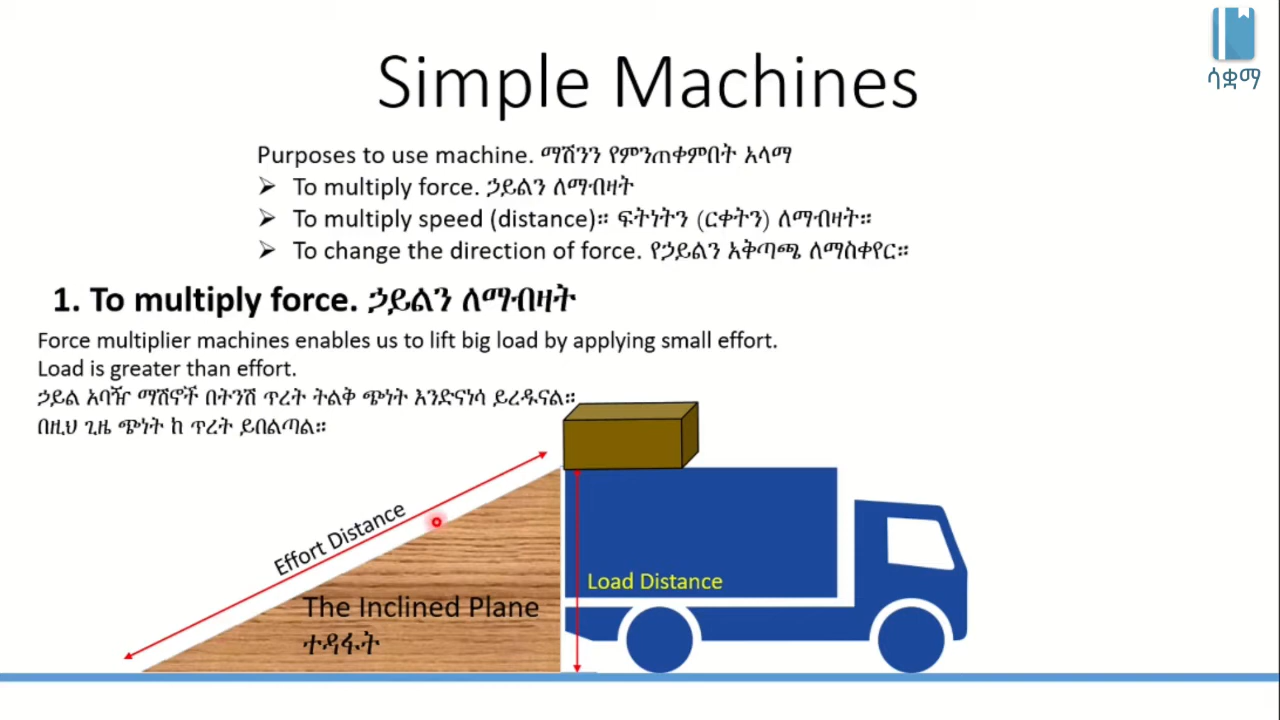 ሳቋማ
Simple Machines
Purposes to use machine. ማሽንን የምንጠቀምበት አላማ
➢ To multiply force. ኃይልን ለማብዛት
➢ To multiply speed (distance)። ፍትነትን (ርቀትን) ለማብዛት።
➢ To change the direction of force. የኃይልን አቅጣጫ ለማስቀየር።
1. To multiply force. ኃይልን ለማብዛት
Force multiplier machines enables us to lift big load by applying small effort.
Load is greater than effort.
ኃይል አባዥ ማሽኖች በትንሽ ጥረት ትልቅ ጭነት እንድናነሳ ይረዱናል።
በዚህ ጊዜ ጭነት ከ ጥረት ይበልጣል።
Effort Distance
Load Distance
The Inclined Plane
ተዳፋት